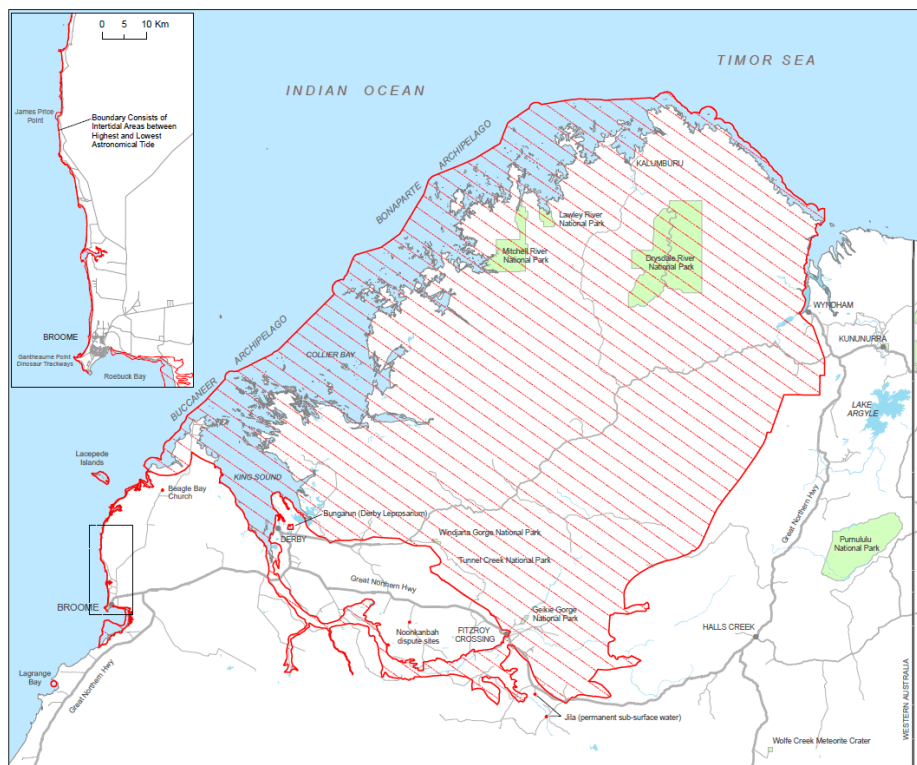 0 5 10 Km
James Price
Point
Boundary Consists of
Intertidal Areas between
Highest and Lowest
Astronomical Tide
BROOME
Gantheaume Point
Dinosaur Trackways
Roebuck Bay
TIMOR SEA
INDIAN OCEAN
BONAPARTE ARCHIPELAGO
KALUMBURU
Lawley River
National Park
Mitchell River
National Park
Drysdale River
National Park
WYNDHAM
KUNUNURRA
BUCCANEER ARCHIPELAGO
COLLIER BAY
LAKE
ARGYLE
Lacepede
Islands
KING SOUND
Beagle Bay
Church
Bungarun (Derby Leprosarium)
DERBY
Windjana Gorge National Park
Great Northern Hwy
Purnululu
National Park
Tunnel Creek National Park
Great Northern Hwy
BROOME
Geikie Gorge
National Park
Noonkanbah
dispute sites
FITZROY
CROSSING
HALLS CREEK
Lagrange
Bay
Great Northern Hwy
Jila (permanent sub-surface water)
Wolfe Creek Meteorite Crater
WESTERN AUSTRALIA